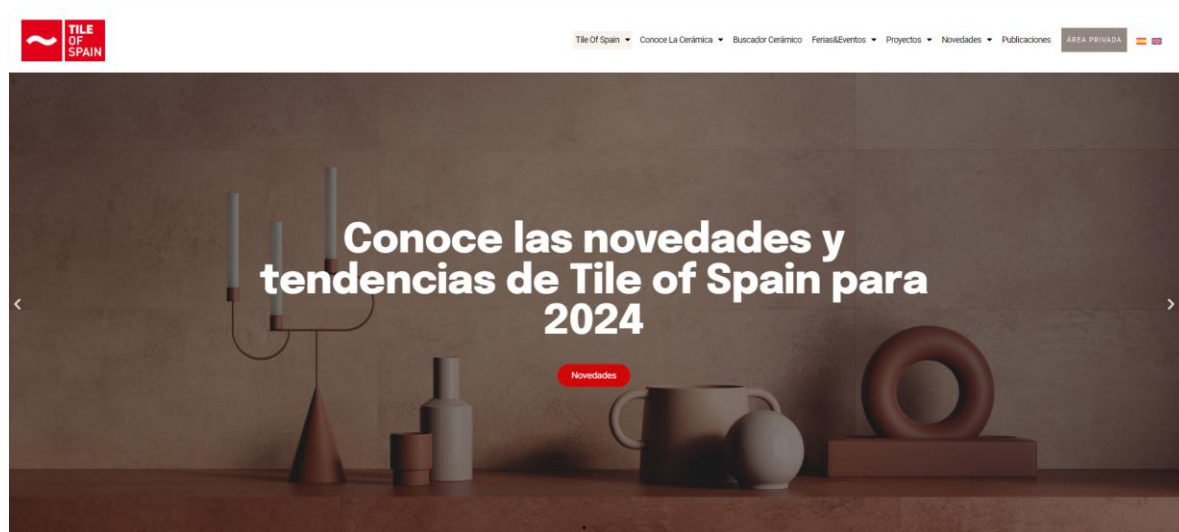 TILE
OF
SPAIN
Tile Of Spain Conoce La Cerámica Buscador Cerámico Ferias&Eventos Proyectos Novedades Publicaciones ÁREA PRIVADA
Conoce las novedades y
tendencias de Tile of Spain para
2024
Novedades